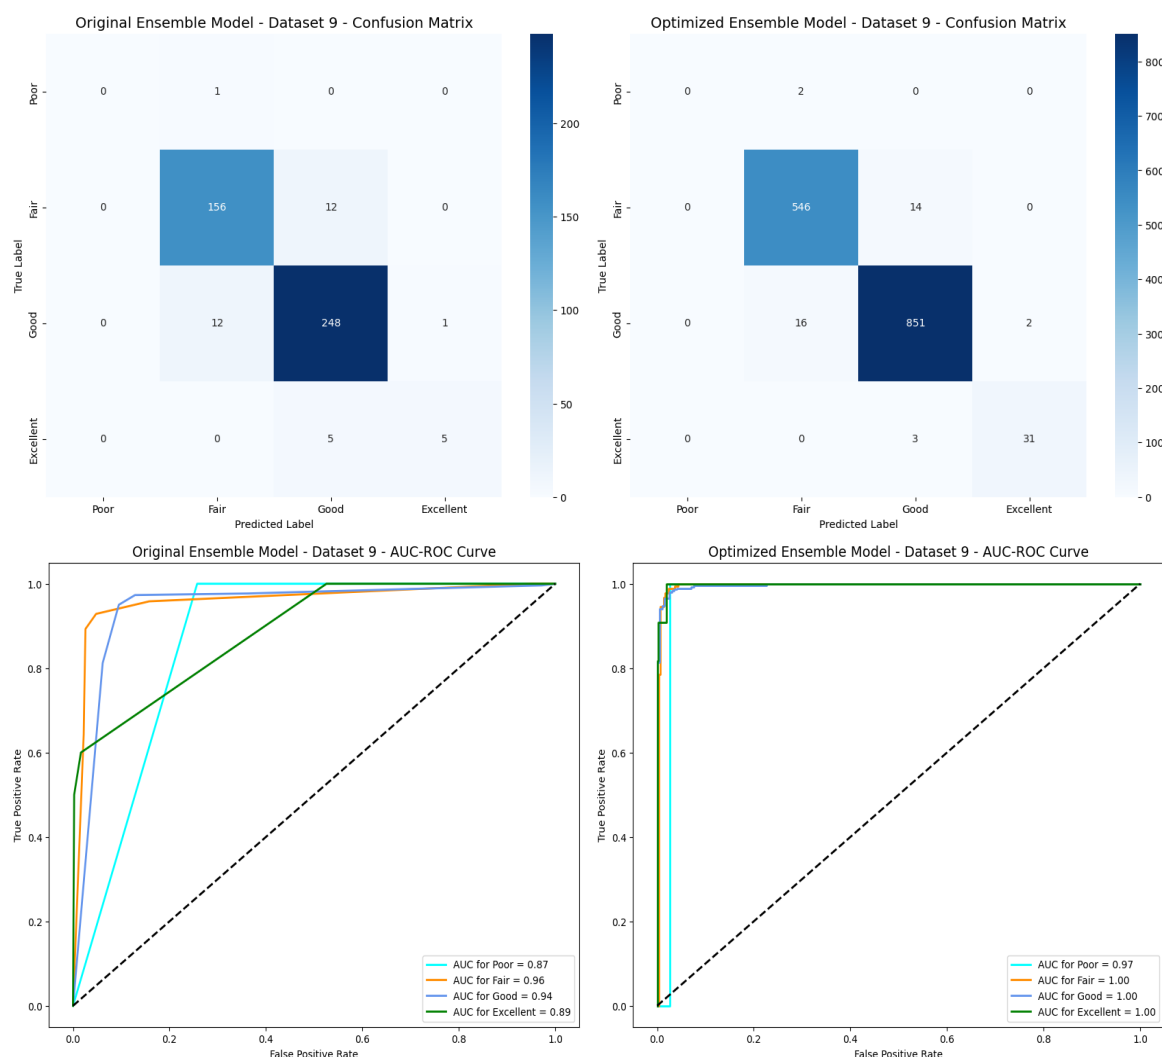 Original Ensemble Model - Dataset 9 - Confusion Matrix
True Label
Poor
Fair
Good
Excellent
0 1 0 0
0 156 12 0
0 12 248 1
0 0 5 5
Poor Fair Good Excellent
Predicted Label
200
150
100
50
0
Optimized Ensemble Model - Dataset 9 - Confusion Matrix
True Label
Poor
Fair
Good
Excellent
0 2 0 0
0 546 14 0
0 16 851 2
0 0 3 31
Poor Fair Good Excellent
Predicted Label
800
700
600
500
400
300
200
100
0
Original Ensemble Model - Dataset 9 - AUC-ROC Curve
True Positive Rate
1.0
0.8
0.6
0.4
0.2
0.0
AUC for Poor = 0.87
AUC for Fair = 0.96
AUC for Good = 0.94
AUC for Excellent = 0.89
0.0 0.2 0.4 0.6 0.8 1.0
False Positive Rate
Optimized Ensemble Model - Dataset 9 - AUC-ROC Curve
True Positive Rate
1.0
0.8
0.6
0.4
0.2
0.0
AUC for Poor = 0.97
AUC for Fair = 1.00
AUC for Good = 1.00
AUC for Excellent = 1.00
0.0 0.2 0.4 0.6 0.8 1.0
False Positive Rate